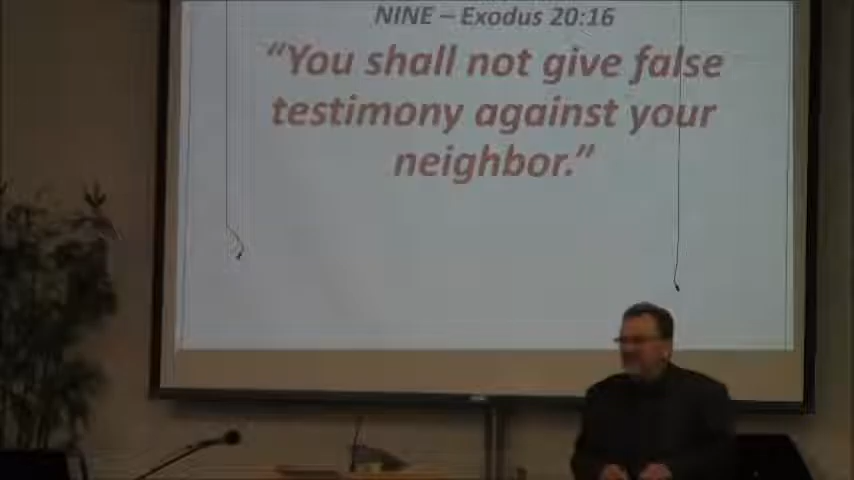 NINE – Exodus 20:16
“You shall not give false
testimony against your
neighbor.”